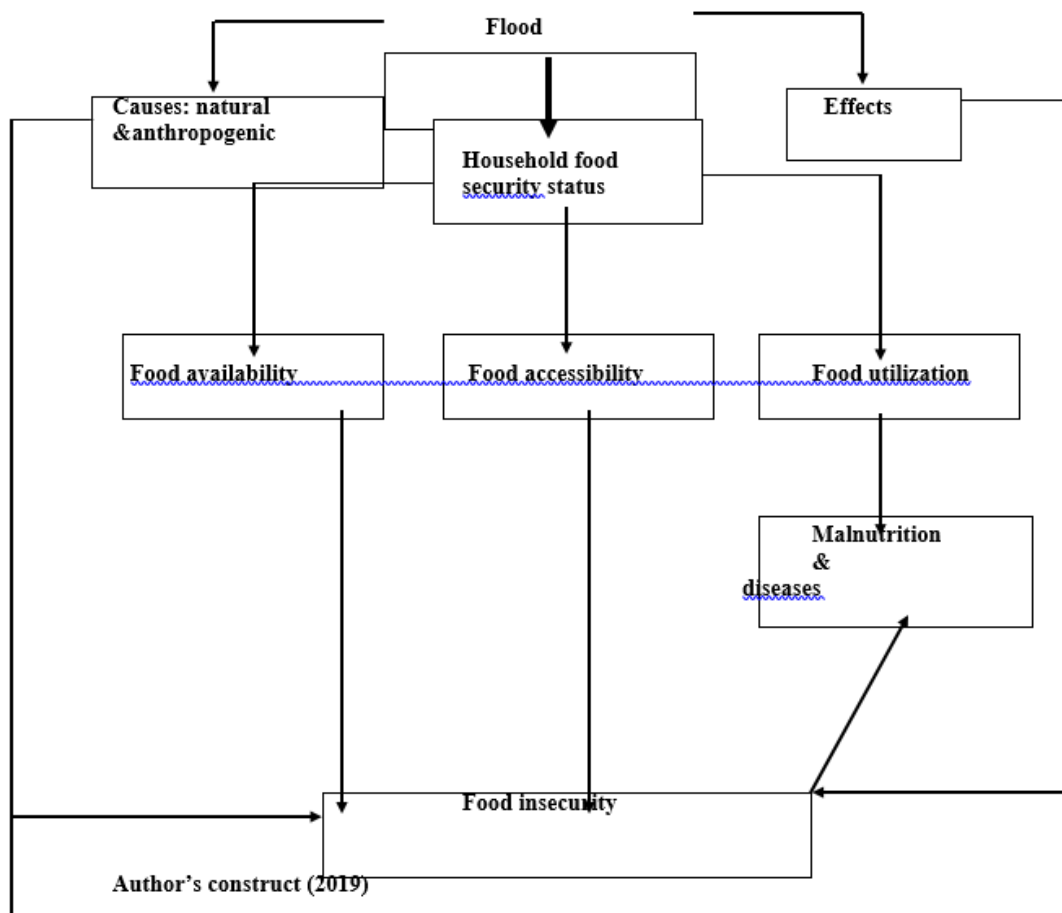 Flood
Causes: natural
&anthropogenic
Effects
Household food
security status
Food availability
Food accessibility
Food utilization
Malnutrition
&
diseases
Food insecurity
Author's construct (2019)